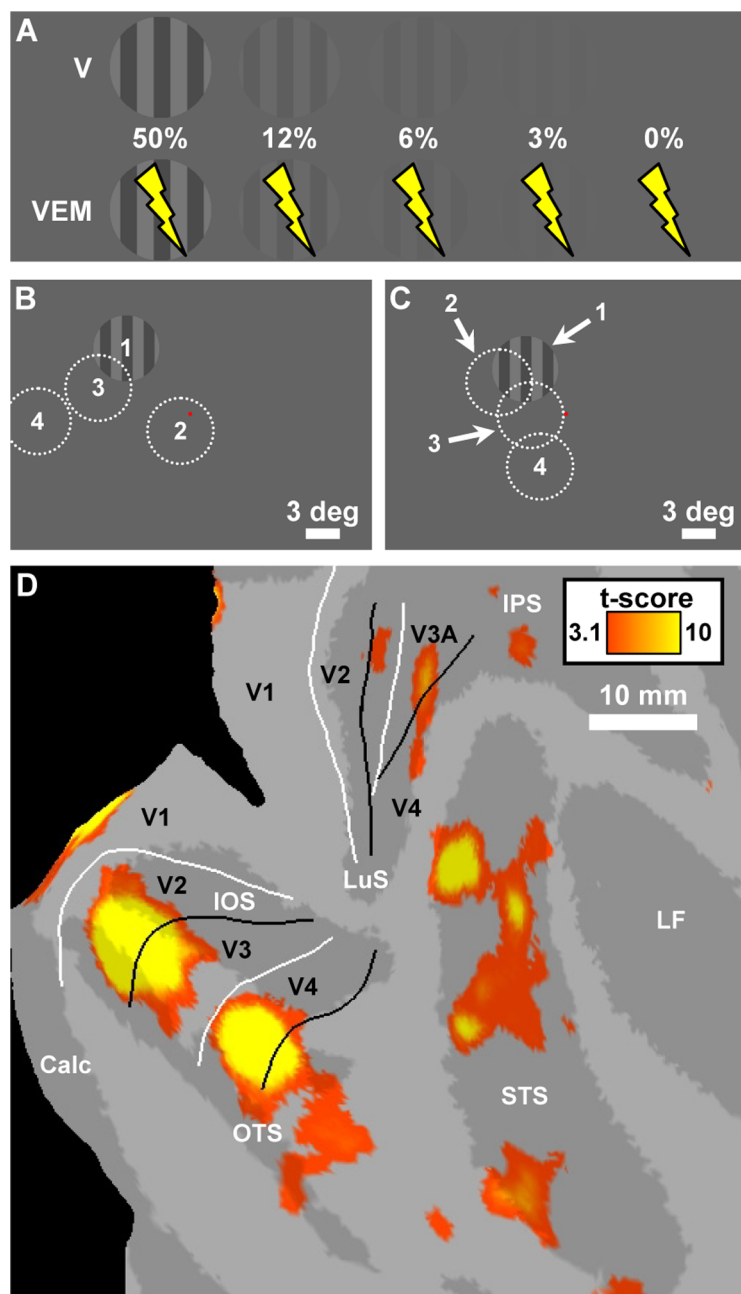 A
V
50% 12% 6% 3% 0%
VEM
B
1
3
4
2
3 deg
C
2
1
3
4
3 deg
D
IPS
t-score
3.1 10
V3A
V2
V1
10 mm
V4
V1
LuS
V2
IOS
LF
V3
V4
Calc
STS
OTS